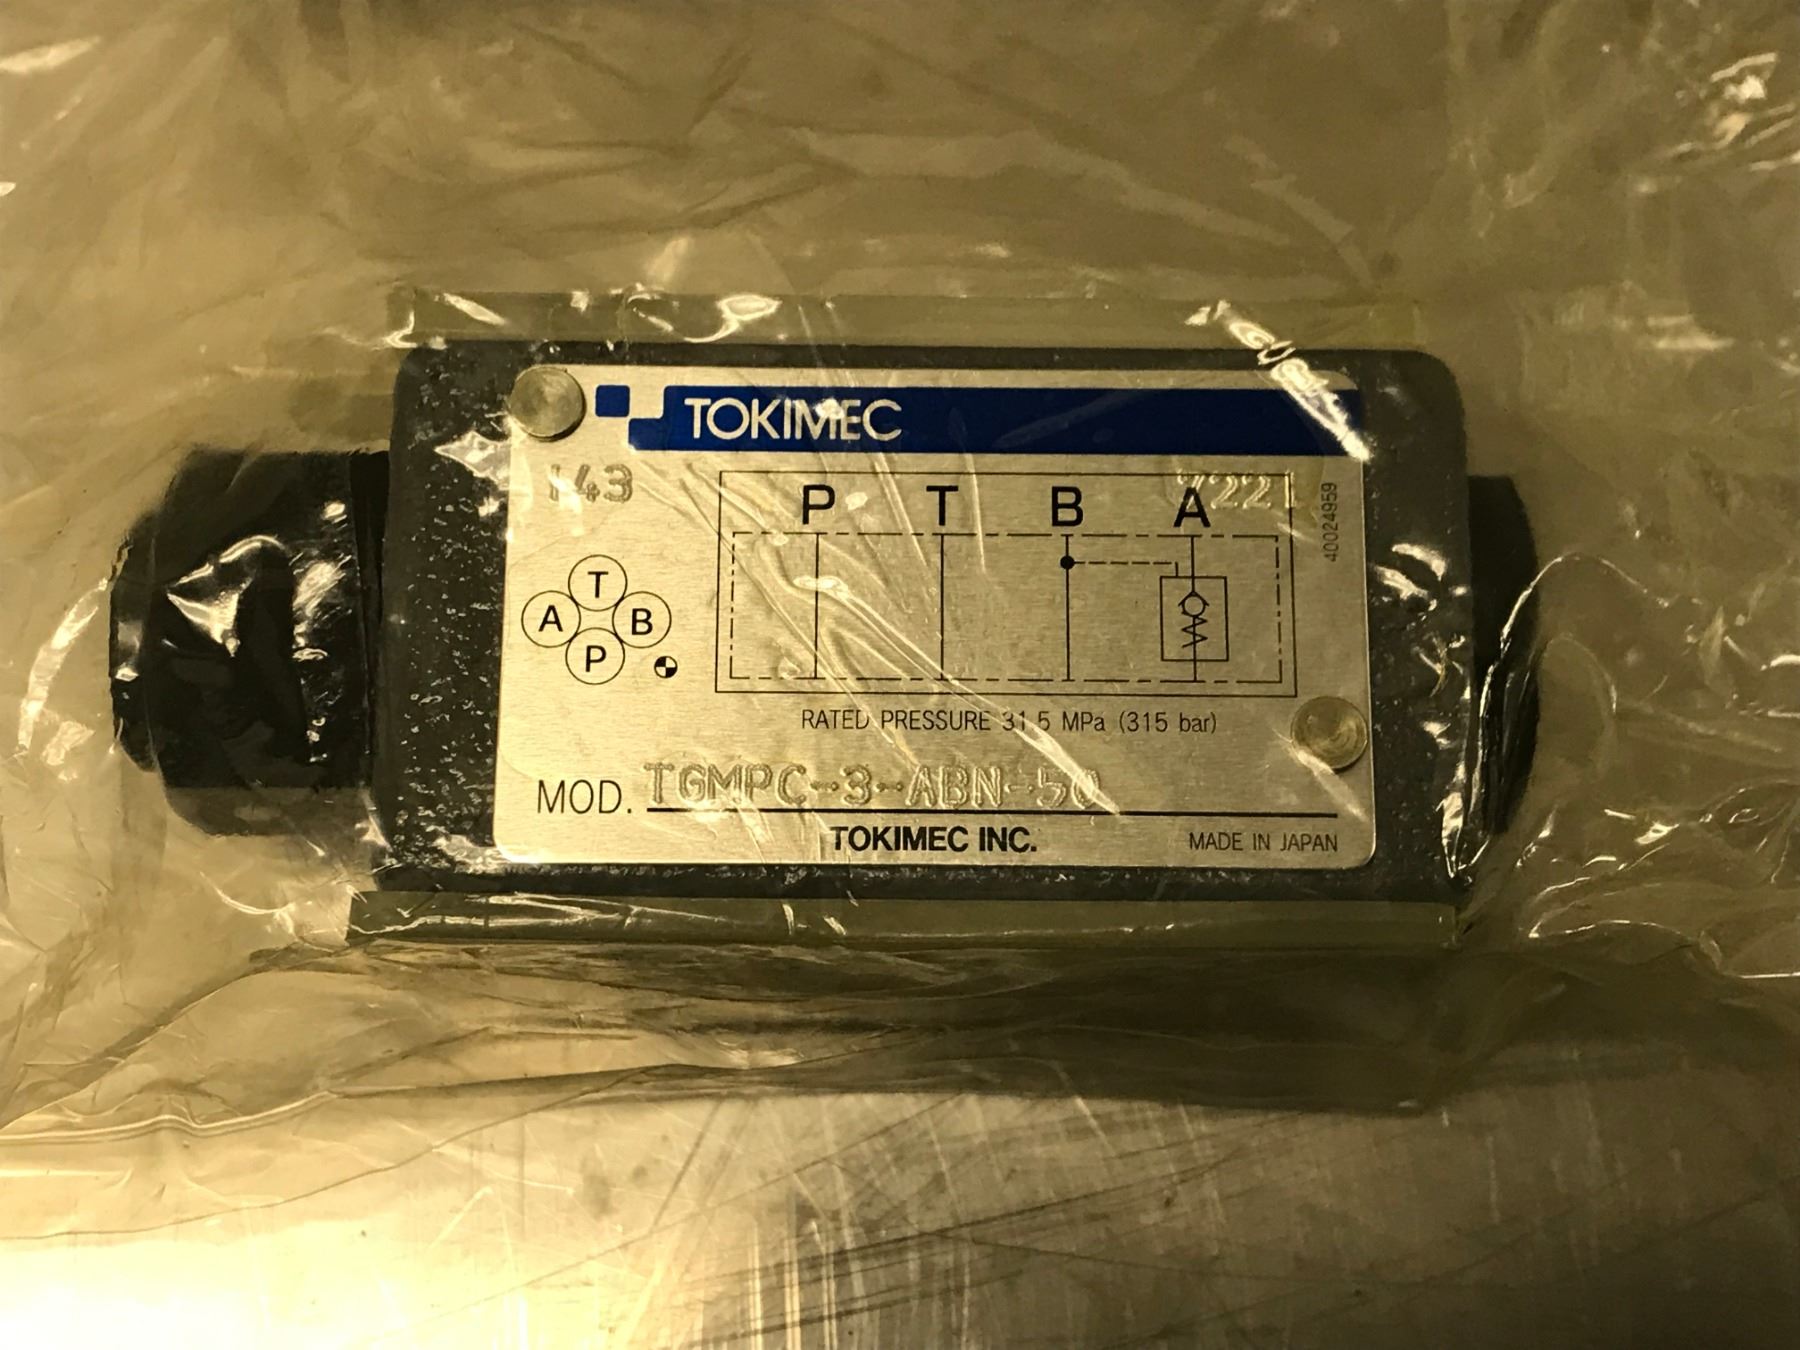 TOKIMEC
143
P T B A
7221
40024959
T
A B
P
RATED PRESSURE 31.5 MPa (315 bar)
MOD. TGMPC-3-ABN-50
TOKIMEC INC.
MADE IN JAPAN